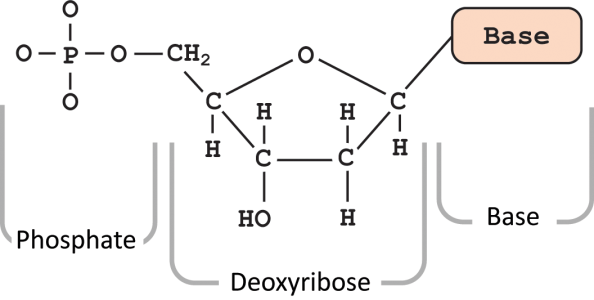 O
O P O CH₂ O Base
O C C
H H H H
C C
HO H
Phosphate Base
Deoxyribose